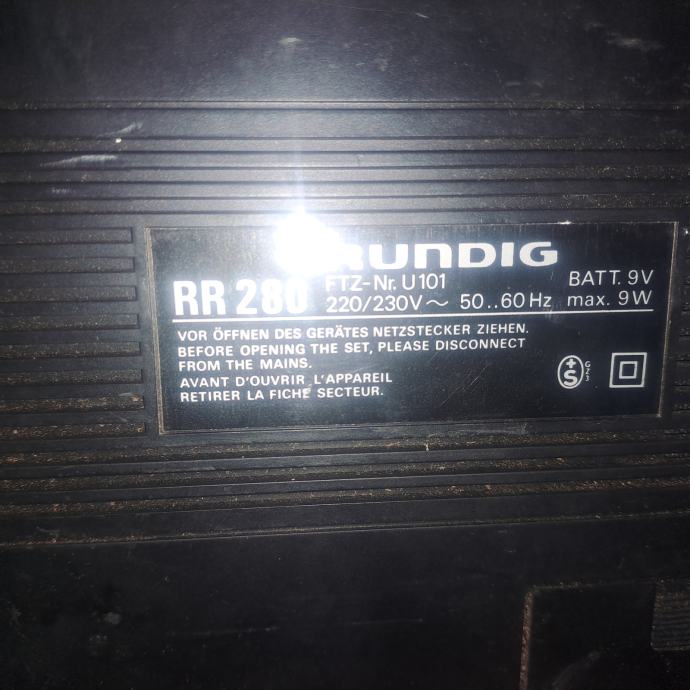 GRUNDIG
RR 280 FTZ-Nr. U101 BATT. 9V
220/230V ~ 50..60 Hz max. 9W
VOR ÖFFNEN DES GERÄTES NETZSTECKER ZIEHEN.
BEFORE OPENING THE SET, PLEASE DISCONNECT
FROM THE MAINS.
AVANT D'OUVRIR L'APPAREIL
RETIRER LA FICHE SECTEUR.
+S